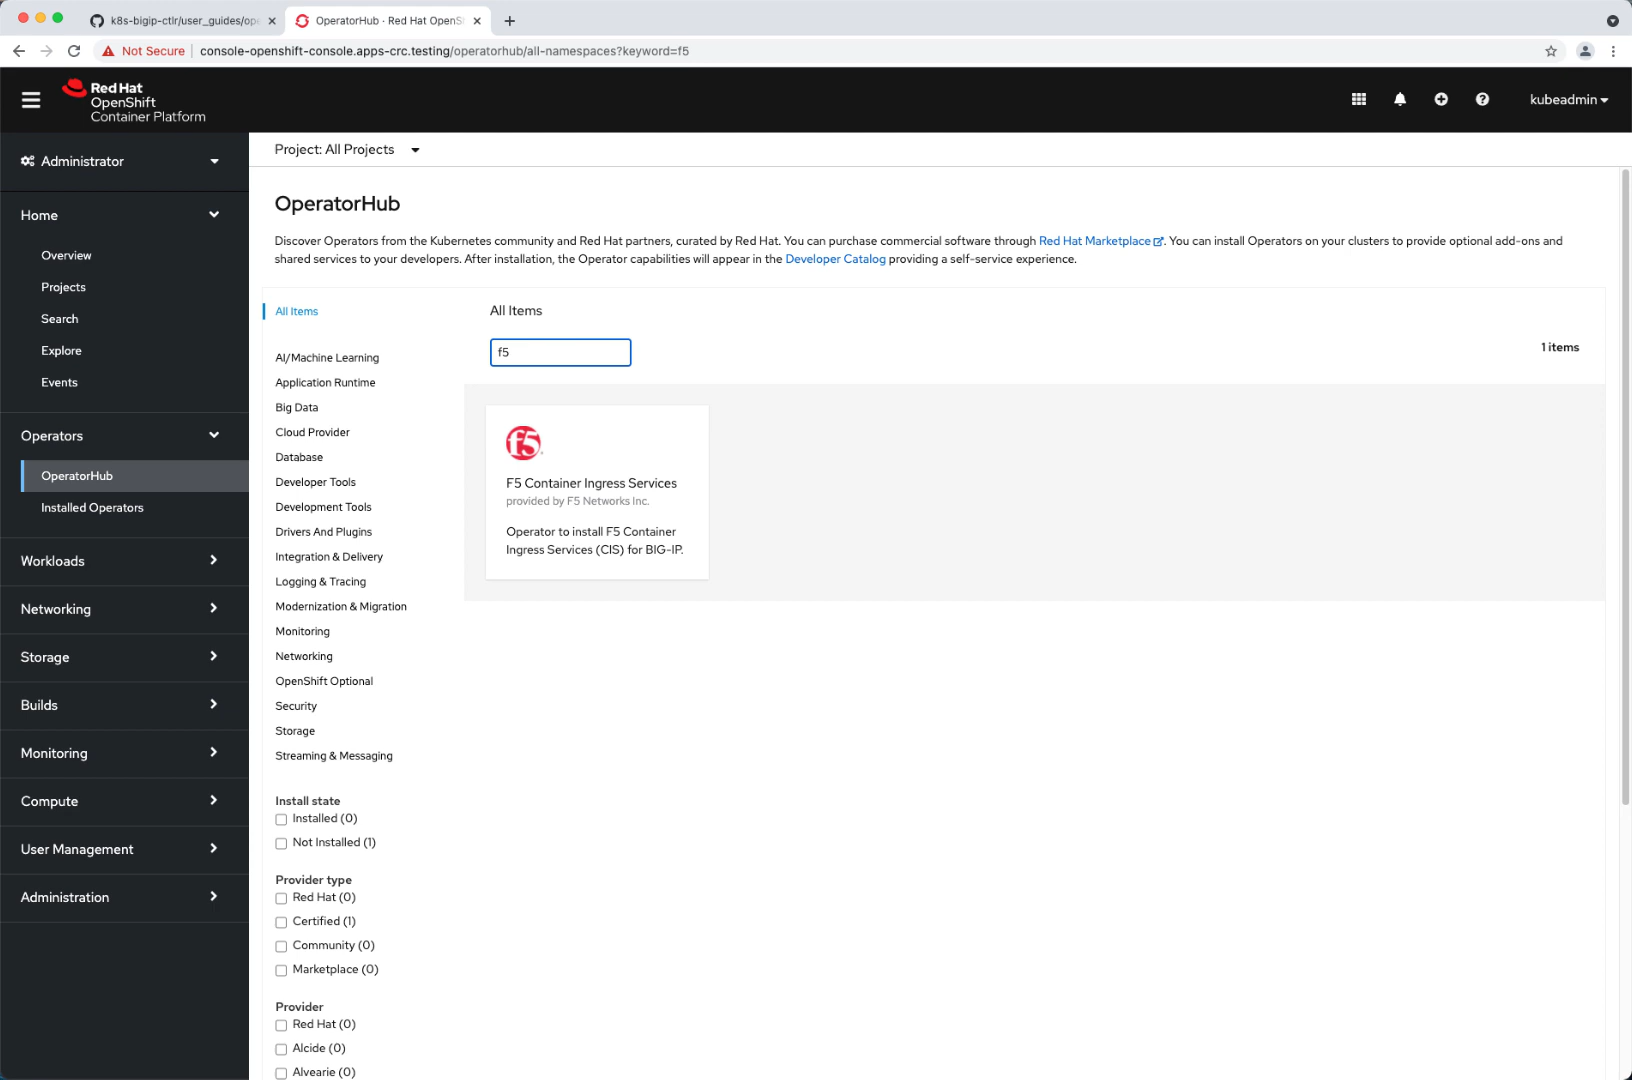 k8s-bigip-ctlr/user_guides/ope
OperatorHub · Red Hat OpenSh
Not Secure
console-openshift-console.apps-crc.testing/operatorhub/all-namespaces?keyword=f5
Red Hat
OpenShift
Container Platform
kubeadmin
Administrator
Home
Overview
Projects
Search
Explore
Events
Operators
OperatorHub
Installed Operators
Workloads
Networking
Storage
Builds
Monitoring
Compute
User Management
Administration
Project: All Projects
OperatorHub
Discover Operators from the Kubernetes community and Red Hat partners, curated by Red Hat. You can purchase commercial software through Red Hat Marketplace. You can install Operators on your clusters to provide optional add-ons and
shared services to your developers. After installation, the Operator capabilities will appear in the Developer Catalog providing a self-service experience.
All Items
AI/Machine Learning
Application Runtime
Big Data
Cloud Provider
Database
Developer Tools
Development Tools
Drivers And Plugins
Integration & Delivery
Logging & Tracing
Modernization & Migration
Monitoring
Networking
OpenShift Optional
Security
Storage
Streaming & Messaging
Install state
Installed (0)
Not Installed (1)
Provider type
Red Hat (0)
Certified (1)
Community (0)
Marketplace (0)
Provider
Red Hat (0)
Alcide (0)
Alvearie (0)
All Items
f5
1 items
f5
F5 Container Ingress Services
provided by F5 Networks Inc.
Operator to install F5 Container
Ingress Services (CIS) for BIG-IP.